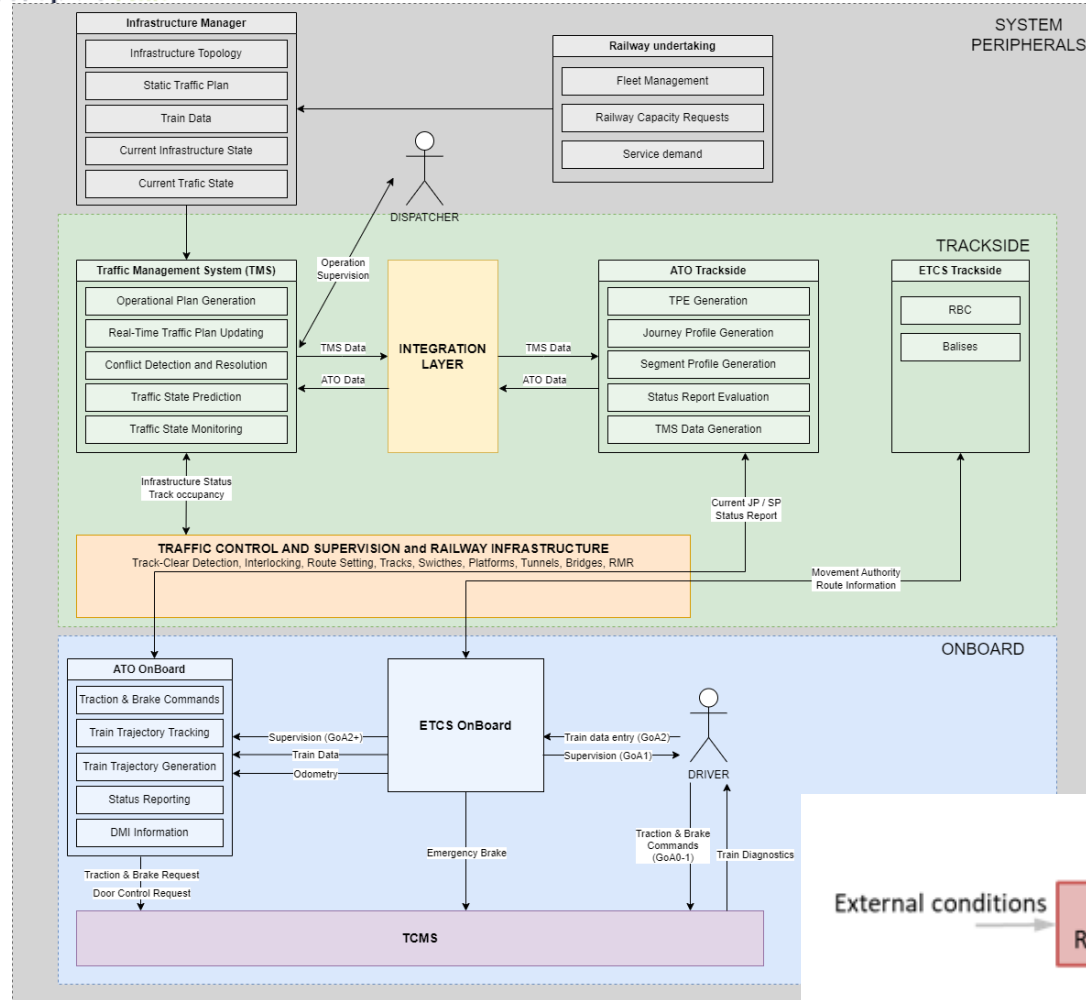 SYSTEM
PERIPHERALS
Infrastructure Manager
Infrastructure Topology
Static Traffic Plan
Train Data
Current Infrastructure State
Current Trafic State
Railway undertaking
Fleet Management
Railway Capacity Requests
Service demand
DISPATCHER
Operation
Supervision
TRACKSIDE
Traffic Management System (TMS)
Operational Plan Generation
Real-Time Traffic Plan Updating
Conflict Detection and Resolution
Traffic State Prediction
Traffic State Monitoring
TMS Data
ATO Data
INTEGRATION
LAYER
TMS Data
ATO Data
ATO Trackside
TPE Generation
Journey Profile Generation
Segment Profile Generation
Status Report Evaluation
TMS Data Generation
ETCS Trackside
RBC
Balises
Infrastructure Status
Track occupancy
Current JP / SP
Status Report
TRAFFIC CONTROL AND SUPERVISION and RAILWAY INFRASTRUCTURE
Track-Clear Detection, Interlocking, Route Setting, Tracks, Swithces, Platforms, Tunnels, Bridges, RMR
Movement Authority
Route Information
ONBOARD
ATO OnBoard
Traction & Brake Commands
Train Trajectory Tracking
Train Trajectory Generation
Status Reporting
DMI Information
Supervision (GoA2+)
Train Data
Odometry
ETCS OnBoard
Train data entry (GoA2)
Supervision (GoA1)
DRIVER
Traction & Brake Request
Door Control Request
Emergency Brake
Traction & Brake
Commands
(GoA0-1)
Train Diagnostics
TCMS
External conditions
R